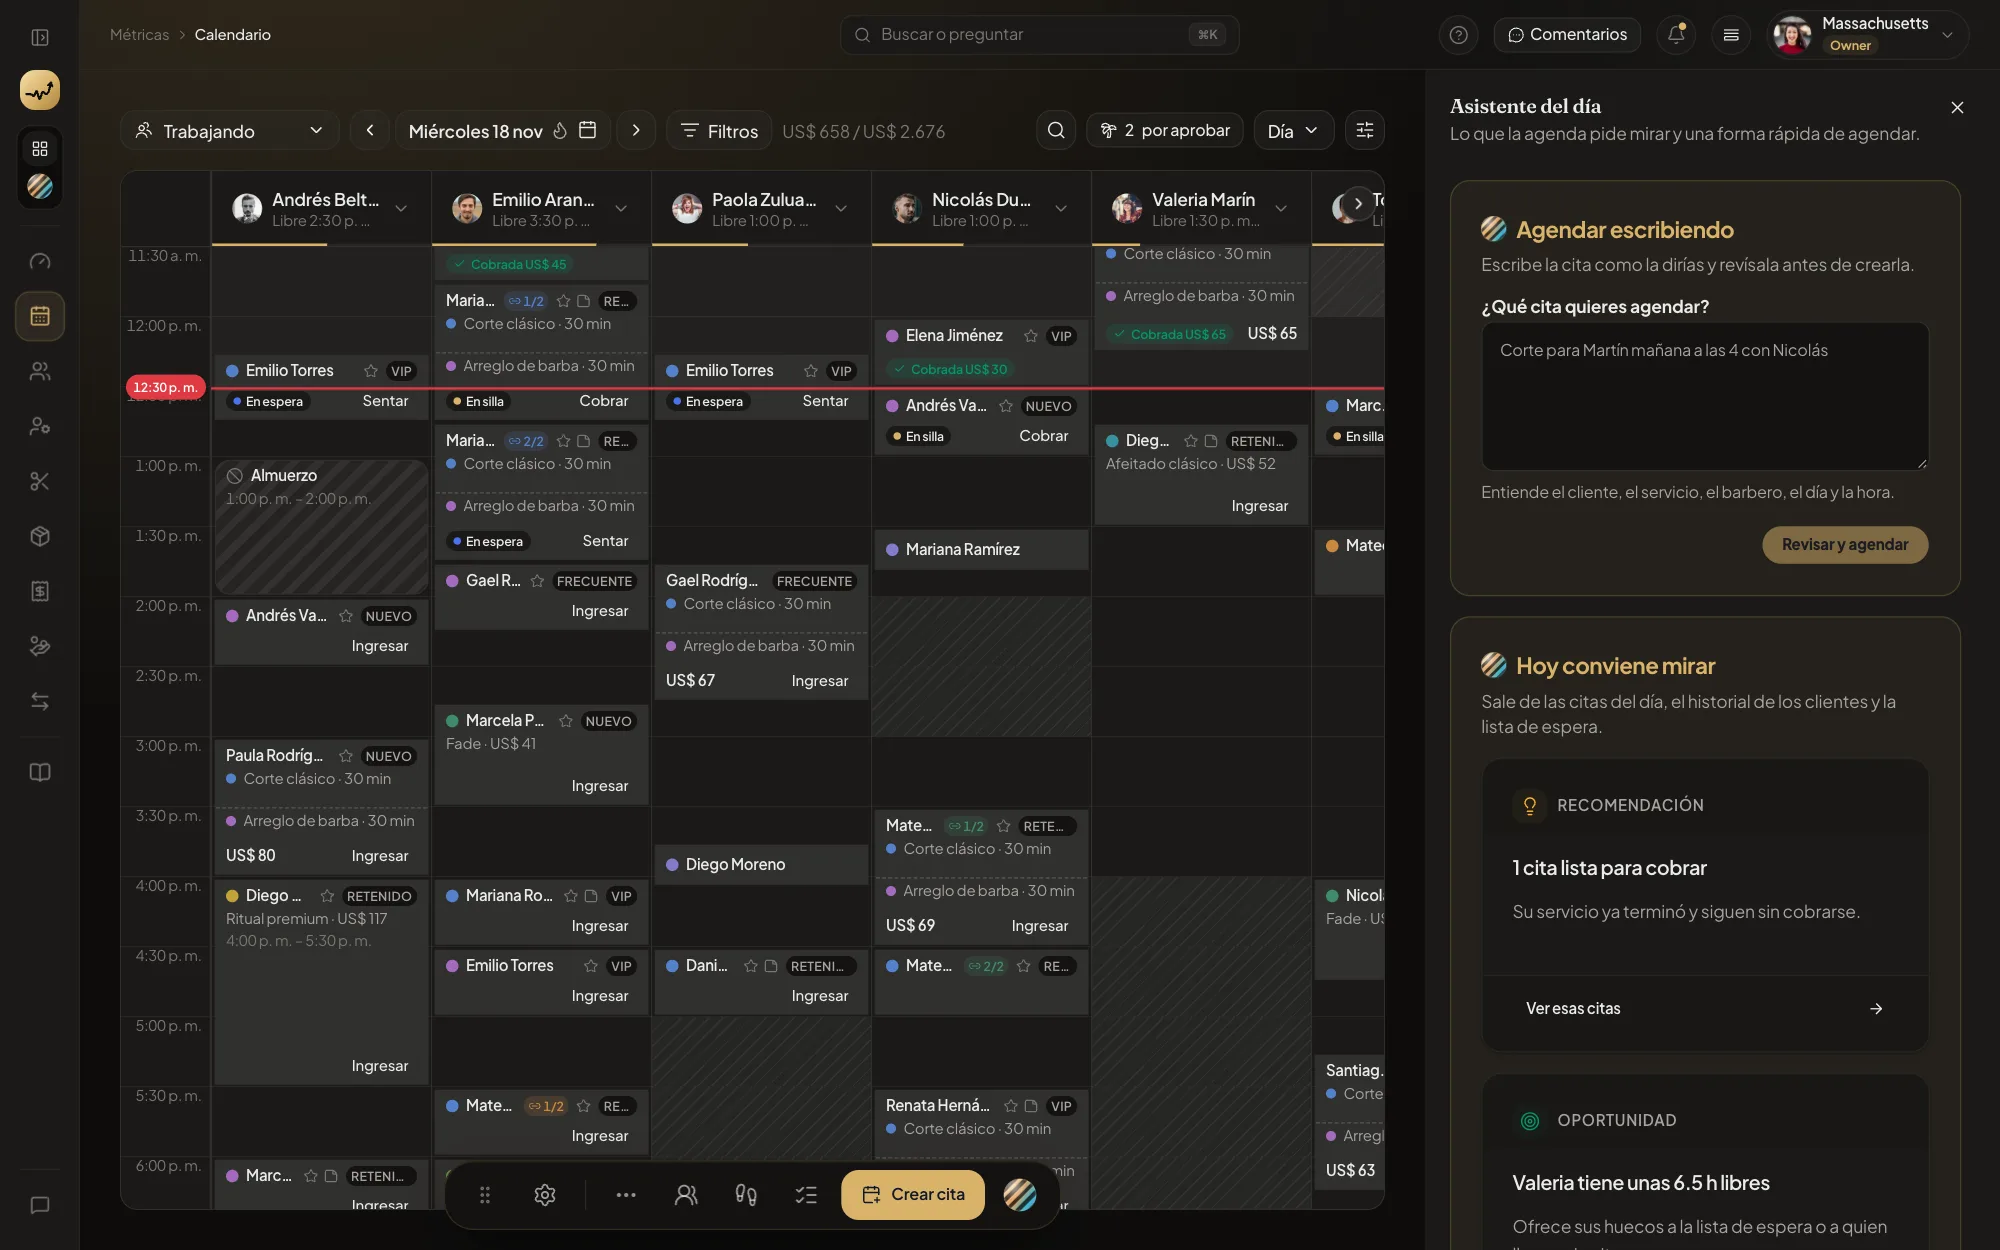 Métricas > Calendario
Buscar o preguntar
⌘K
Comentarios
Massachusetts
Owner
Trabajando
Miércoles 18 nov
Filtros
US$ 658 / US$ 2.676
2 por aprobar
Día
Andrés Belt...
Libre 2:30 p. ...
Emilio Aran...
Libre 3:30 p. ...
Paola Zulua...
Libre 1:00 p. ...
Nicolás Du...
Libre 1:00 p. ...
Valeria Marín
Libre 1:30 p. m...
11:30 a. m.
12:00 p. m.
12:30 p. m.
1:00 p. m.
1:30 p. m.
2:00 p. m.
2:30 p. m.
3:00 p. m.
3:30 p. m.
4:00 p. m.
4:30 p. m.
5:00 p. m.
5:30 p. m.
6:00 p. m.
Emilio Torres VIP
En espera Sentar
Almuerzo
1:00 p. m. – 2:00 p. m.
Andrés Va... NUEVO
Ingresar
Paula Rodríg... NUEVO
Corte clásico · 30 min
Arreglo de barba · 30 min
US$ 80 Ingresar
Diego ... RETENIDO
Ritual premium · US$ 117
4:00 p. m. – 5:30 p. m.
Ingresar
Marc... RETENI...
Ingresar
Cobrada US$ 45
Maria... 1/2 RE...
Corte clásico · 30 min
Arreglo de barba · 30 min
En silla Cobrar
Maria... 2/2 RE...
Corte clásico · 30 min
Arreglo de barba · 30 min
En espera Sentar
Gael R... FRECUENTE
Ingresar
Marcela P... NUEVO
Fade · US$ 41
Ingresar
Mariana Ro... VIP
Ingresar
Emilio Torres VIP
Ingresar
Mate... 1/2 RE...
Ingresar
Emilio Torres VIP
En espera Sentar
Gael Rodríg... FRECUENTE
Corte clásico · 30 min
Arreglo de barba · 30 min
US$ 67 Ingresar
Diego Moreno
Dani... RETENI...
Ingresar
Elena Jiménez VIP
Cobrada US$ 30
Andrés Va... NUEVO
En silla Cobrar
Mariana Ramírez
Mate... 1/2 RETE...
Corte clásico · 30 min
Arreglo de barba · 30 min
US$ 69 Ingresar
Mate... 2/2 RE...
Renata Herná... VIP
Corte clásico · 30 min
min
Corte clásico · 30 min
Arreglo de barba · 30 min
Cobrada US$ 65 US$ 65
Dieg... RETENI...
Afeitado clásico · US$ 52
Ingresar
Marc.
En silla
Fade
Santiag.
Corte
US$ 63
Crear cita
Asistente del día
Lo que la agenda pide mirar y una forma rápida de agendar.
Agendar escribiendo
Escribe la cita como la dirías y revísala antes de crearla.
¿Qué cita quieres agendar?
Corte para Martín mañana a las 4 con Nicolás
Entiende el cliente, el servicio, el barbero, el día y la hora.
Revisar y agendar
Hoy conviene mirar
Sale de las citas del día, el historial de los clientes y la
lista de espera.
RECOMENDACIÓN
1 cita lista para cobrar
Su servicio ya terminó y siguen sin cobrarse.
Ver esas citas
OPORTUNIDAD
Valeria tiene unas 6.5 h libres
Ofrece sus huecos a la lista de espera o a quien